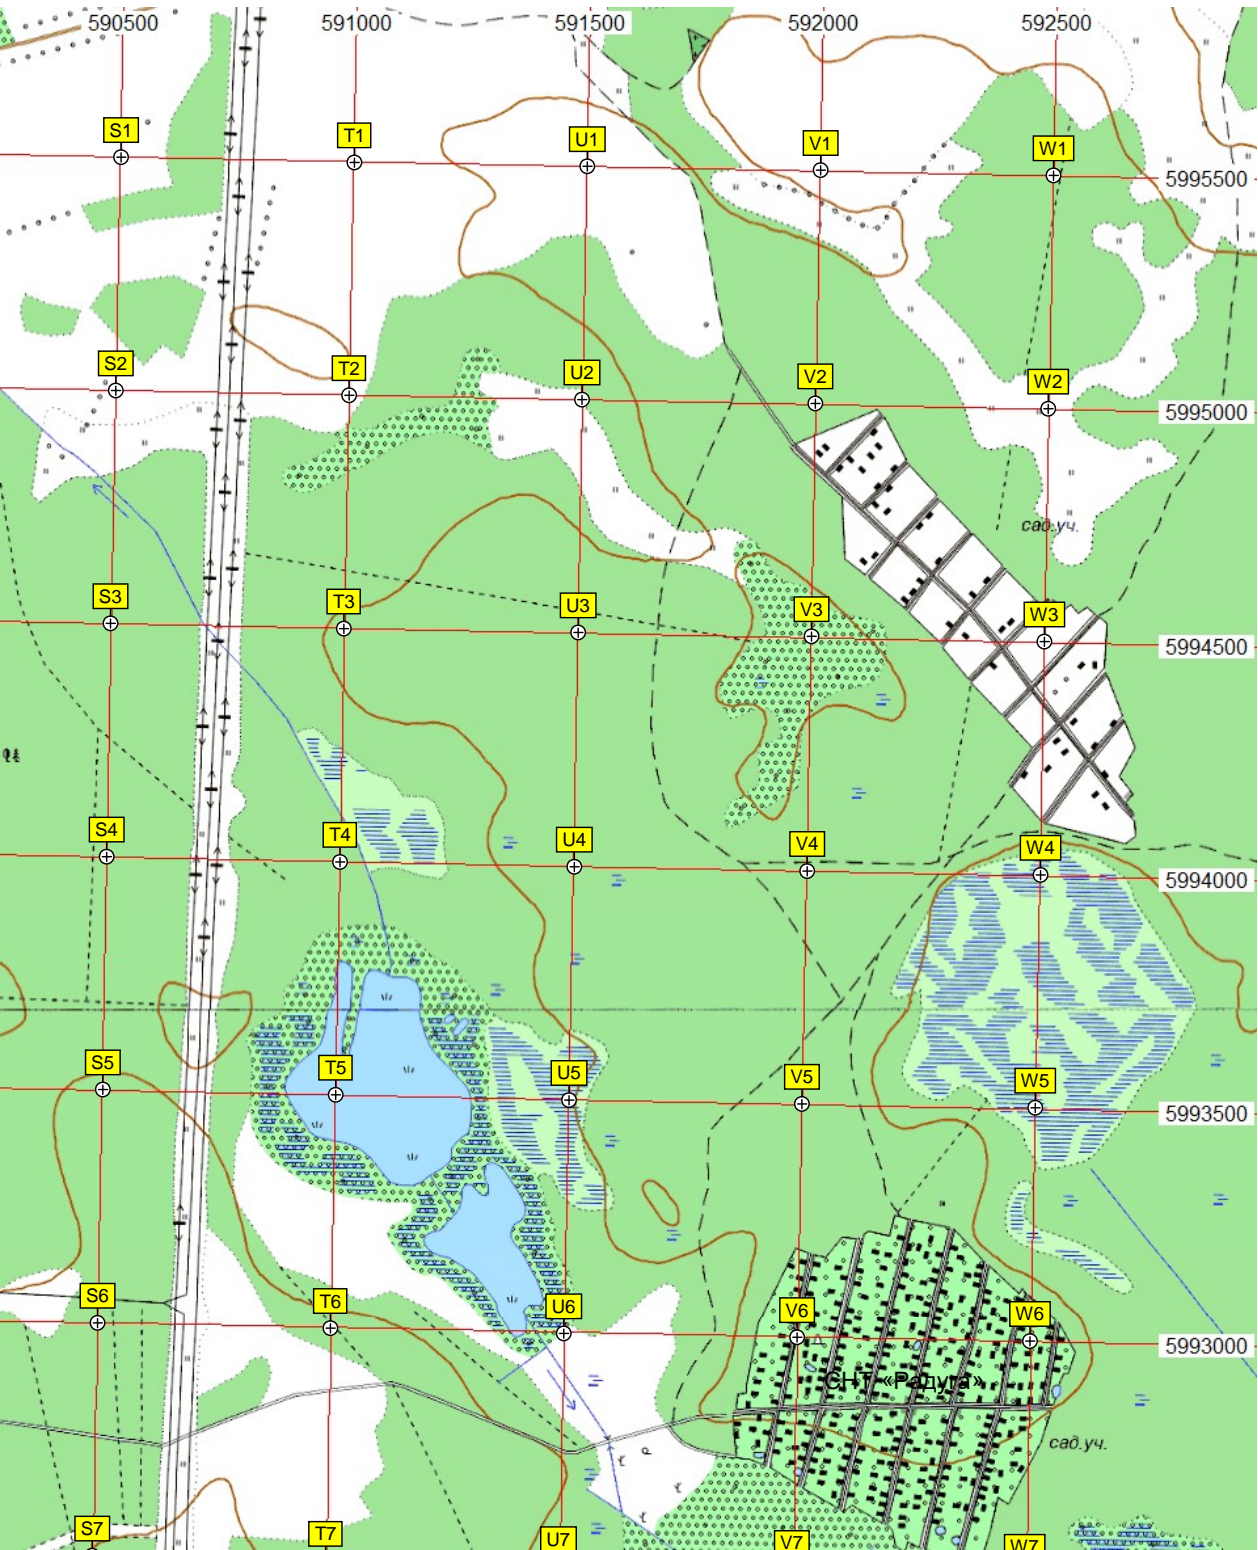 590500 591000 591500 592000 592500
S1 T1 U1 V1 W1
5995500
S2 T2 U2 V2 W2
5995000
сад.уч.
S3 T3 U3 V3 W3
5994500
S4 T4 U4 V4 W4
5994000
S5 T5 U5 V5 W5
5993500
S6 T6 U6 V6 W6
5993000
СНТ «Радуга»
сад.уч.
S7 T7 U7 V7 W7